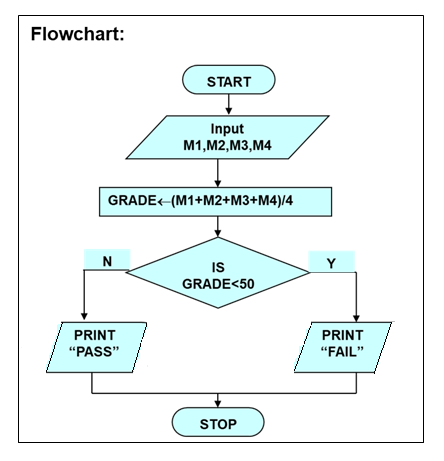 Flowchart:
START
Input
M1,M2,M3,M4
GRADE←(M1+M2+M3+M4)/4
IS
GRADE<50
N
Y
PRINT
“PASS”
PRINT
“FAIL”
STOP